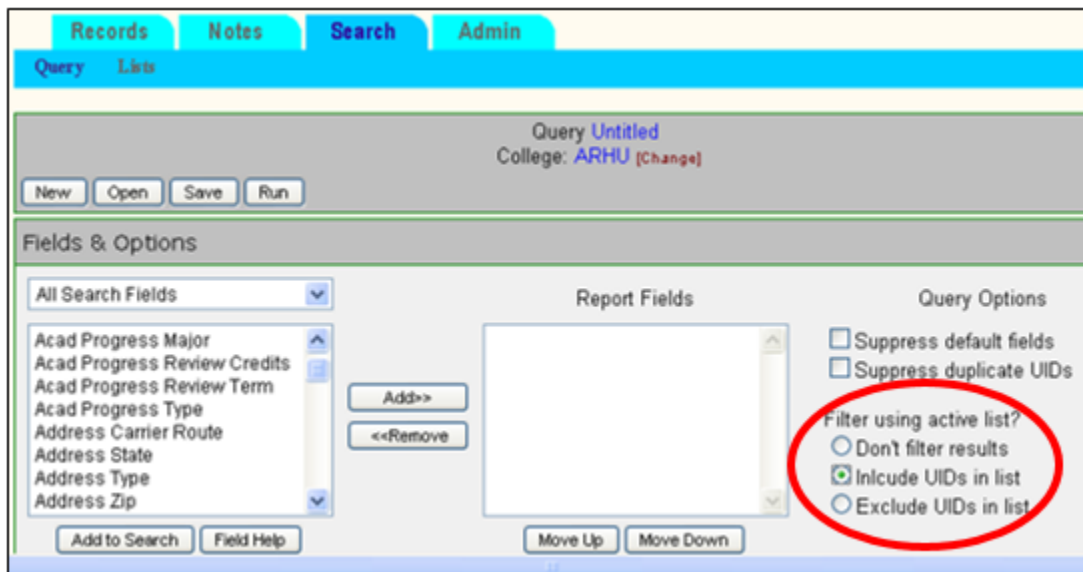 Records Notes Search Admin
Query Lists
Query Untitled
College: ARHU [Change]
New Open Save Run
Fields & Options
All Search Fields
Acad Progress Major
Acad Progress Review Credits
Acad Progress Review Term
Acad Progress Type
Address Carrier Route
Address State
Address Type
Address Zip
Add to Search Field Help
Add>>
<<Remove
Report Fields
Move Up Move Down
Query Options
Suppress default fields
Suppress duplicate UIDs
Filter using active list?
Don't filter results
Inlcude UIDs in list
Exclude UIDs in list